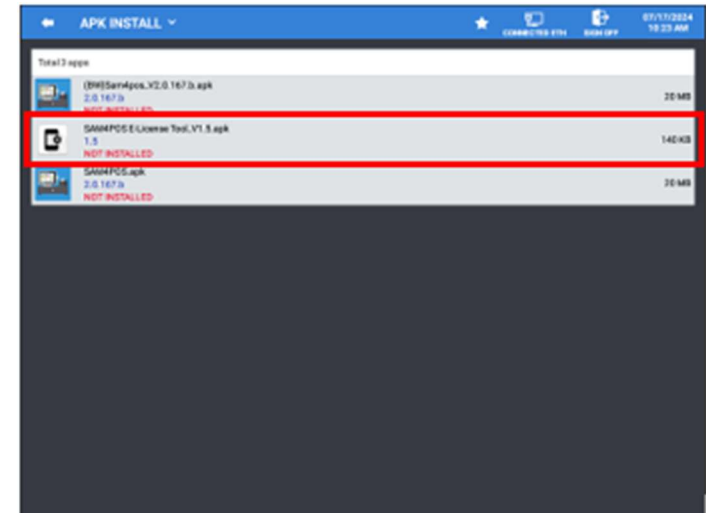 APK INSTALL
CONNECTED ETH
SIGN OFF
07/17/2024
10:23 AM
Total 3 apps
(BW)Sam4pos_V2.0.167.b.apk
2.0.167.b
20 MB
NOT INSTALLED
SAM4POS E-License Tool_V1.5.apk
1.5
140 KB
NOT INSTALLED
SAM4POS.apk
2.0.167.b
20 MB
NOT INSTALLED